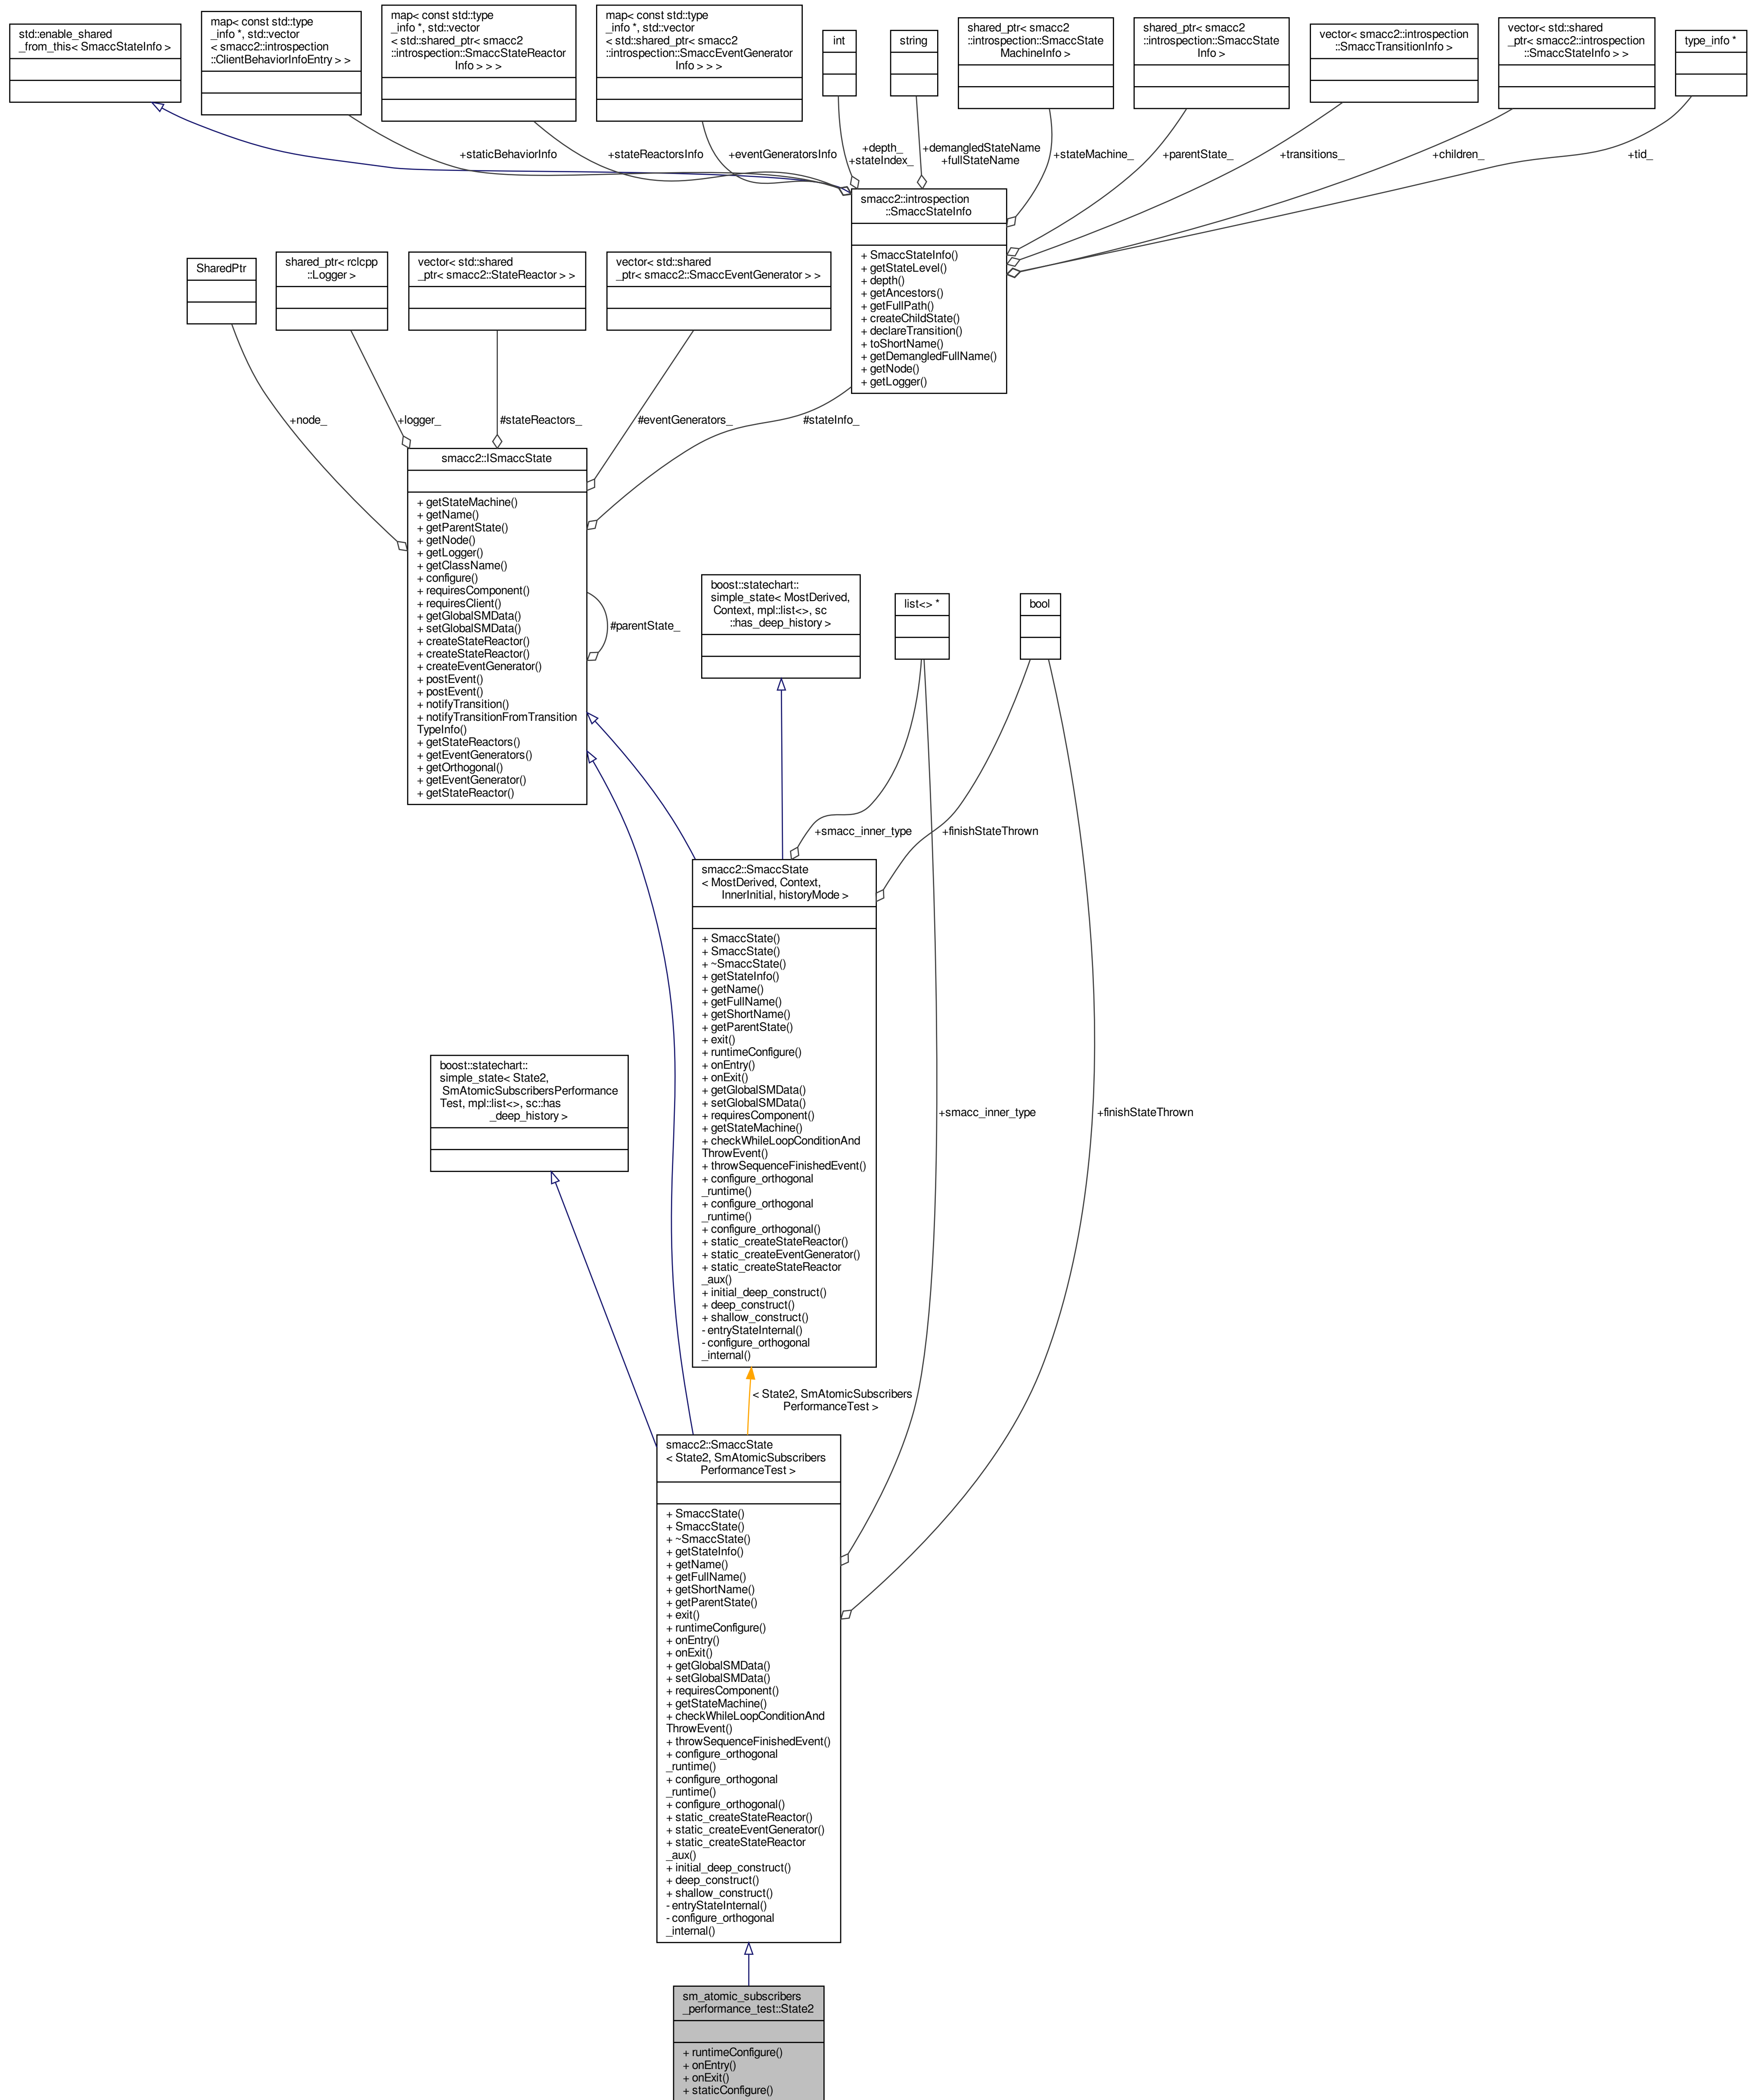 std::enable_shared
_from_this< SmaccStateInfo >
map< const std::type
_info *, std::vector
< smacc2::introspection
::ClientBehaviorInfoEntry > >
map< const std::type
_info *, std::vector
< std::shared_ptr< smacc2
::introspection::SmaccStateReactor
Info > > >
map< const std::type
_info *, std::vector
< std::shared_ptr< smacc2
::introspection::SmaccEventGenerator
Info > > >
int
string
shared_ptr< smacc2
::introspection::SmaccState
MachineInfo >
shared_ptr< smacc2
::introspection::SmaccState
Info >
vector< smacc2::introspection
::SmaccTransitionInfo >
vector< std::shared
_ptr< smacc2::introspection
::SmaccStateInfo > >
type_info *
+staticBehaviorInfo
+stateReactorsInfo
+eventGeneratorsInfo
+depth_
+stateIndex_
+demangledStateName
+fullStateName
+stateMachine_
+parentState_
+transitions_
+children_
+tid_
smacc2::introspection
::SmaccStateInfo
+ SmaccStateInfo()
+ getStateLevel()
+ depth()
+ getAncestors()
+ getFullPath()
+ createChildState()
+ declareTransition()
+ toShortName()
+ getDemangledFullName()
+ getNode()
+ getLogger()
SharedPtr
shared_ptr< rclcpp
::Logger >
vector< std::shared
_ptr< smacc2::StateReactor > >
vector< std::shared
_ptr< smacc2::SmaccEventGenerator > >
+node_
+logger_
#stateReactors_
#eventGenerators_
#stateInfo_
smacc2::ISmaccState
+ getStateMachine()
+ getName()
+ getParentState()
+ getNode()
+ getLogger()
+ getClassName()
+ configure()
+ requiresComponent()
+ requiresClient()
+ getGlobalSMData()
+ setGlobalSMData()
+ createStateReactor()
+ createStateReactor()
+ createEventGenerator()
+ postEvent()
+ postEvent()
+ notifyTransition()
+ notifyTransitionFromTransition
TypeInfo()
+ getStateReactors()
+ getEventGenerators()
+ getOrthogonal()
+ getEventGenerator()
+ getStateReactor()
#parentState_
boost::statechart::
simple_state< MostDerived,
Context, mpl::list<>, sc
::has_deep_history >
list<> *
bool
+smacc_inner_type
+finishStateThrown
smacc2::SmaccState
< MostDerived, Context,
InnerInitial, historyMode >
+ SmaccState()
+ SmaccState()
+ ~SmaccState()
+ getStateInfo()
+ getName()
+ getFullName()
+ getShortName()
+ getParentState()
+ exit()
+ runtimeConfigure()
+ onEntry()
+ onExit()
+ getGlobalSMData()
+ setGlobalSMData()
+ requiresComponent()
+ getStateMachine()
+ checkWhileLoopConditionAnd
ThrowEvent()
+ throwSequenceFinishedEvent()
+ configure_orthogonal
_runtime()
+ configure_orthogonal
_runtime()
+ configure_orthogonal()
+ static_createStateReactor()
+ static_createEventGenerator()
+ static_createStateReactor
_aux()
+ initial_deep_construct()
+ deep_construct()
+ shallow_construct()
- entryStateInternal()
- configure_orthogonal
_internal()
boost::statechart::
simple_state< State2,
SmAtomicSubscribersPerformance
Test, mpl::list<>, sc::has
_deep_history >
+smacc_inner_type
+finishStateThrown
< State2, SmAtomicSubscribers
PerformanceTest >
smacc2::SmaccState
< State2, SmAtomicSubscribers
PerformanceTest >
+ SmaccState()
+ SmaccState()
+ ~SmaccState()
+ getStateInfo()
+ getName()
+ getFullName()
+ getShortName()
+ getParentState()
+ exit()
+ runtimeConfigure()
+ onEntry()
+ onExit()
+ getGlobalSMData()
+ setGlobalSMData()
+ requiresComponent()
+ getStateMachine()
+ checkWhileLoopConditionAnd
ThrowEvent()
+ throwSequenceFinishedEvent()
+ configure_orthogonal
_runtime()
+ configure_orthogonal
_runtime()
+ configure_orthogonal()
+ static_createStateReactor()
+ static_createEventGenerator()
+ static_createStateReactor
_aux()
+ initial_deep_construct()
+ deep_construct()
+ shallow_construct()
- entryStateInternal()
- configure_orthogonal
_internal()
sm_atomic_subscribers
_performance_test::State2
+ runtimeConfigure()
+ onEntry()
+ onExit()
+ staticConfigure()